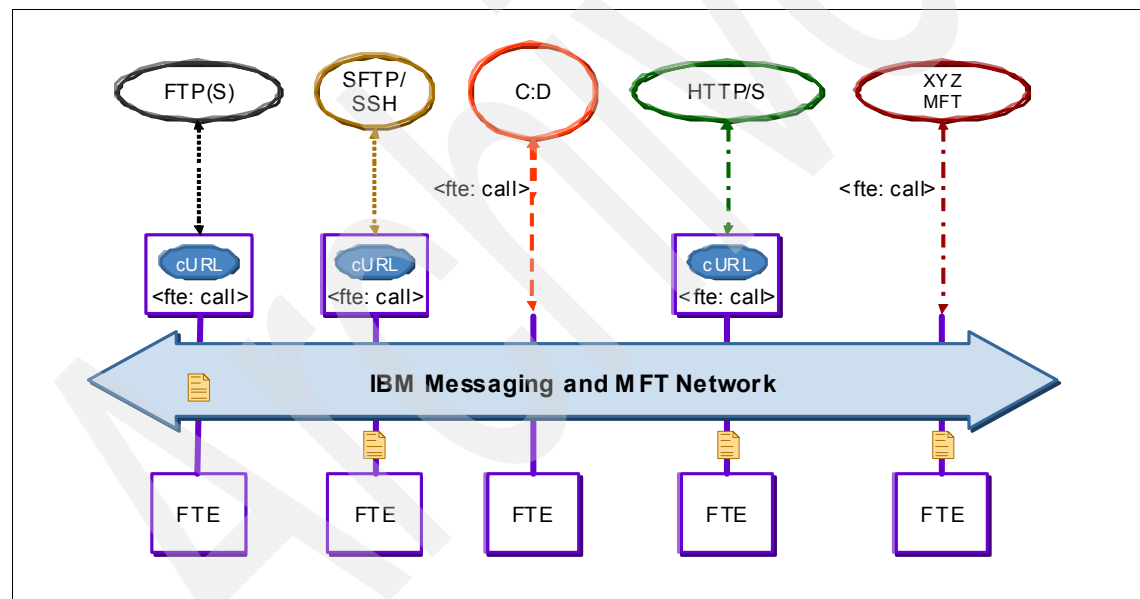 FTP(S)
SFTP/
SSH
C:D
HTTP/S
XYZ
MFT
<fte: call>
<fte: call>
cURL
<fte: call>
cURL
<fte: call>
cURL
<fte: call>
IBM Messaging and MFT Network
FTE
FTE
FTE
FTE
FTE